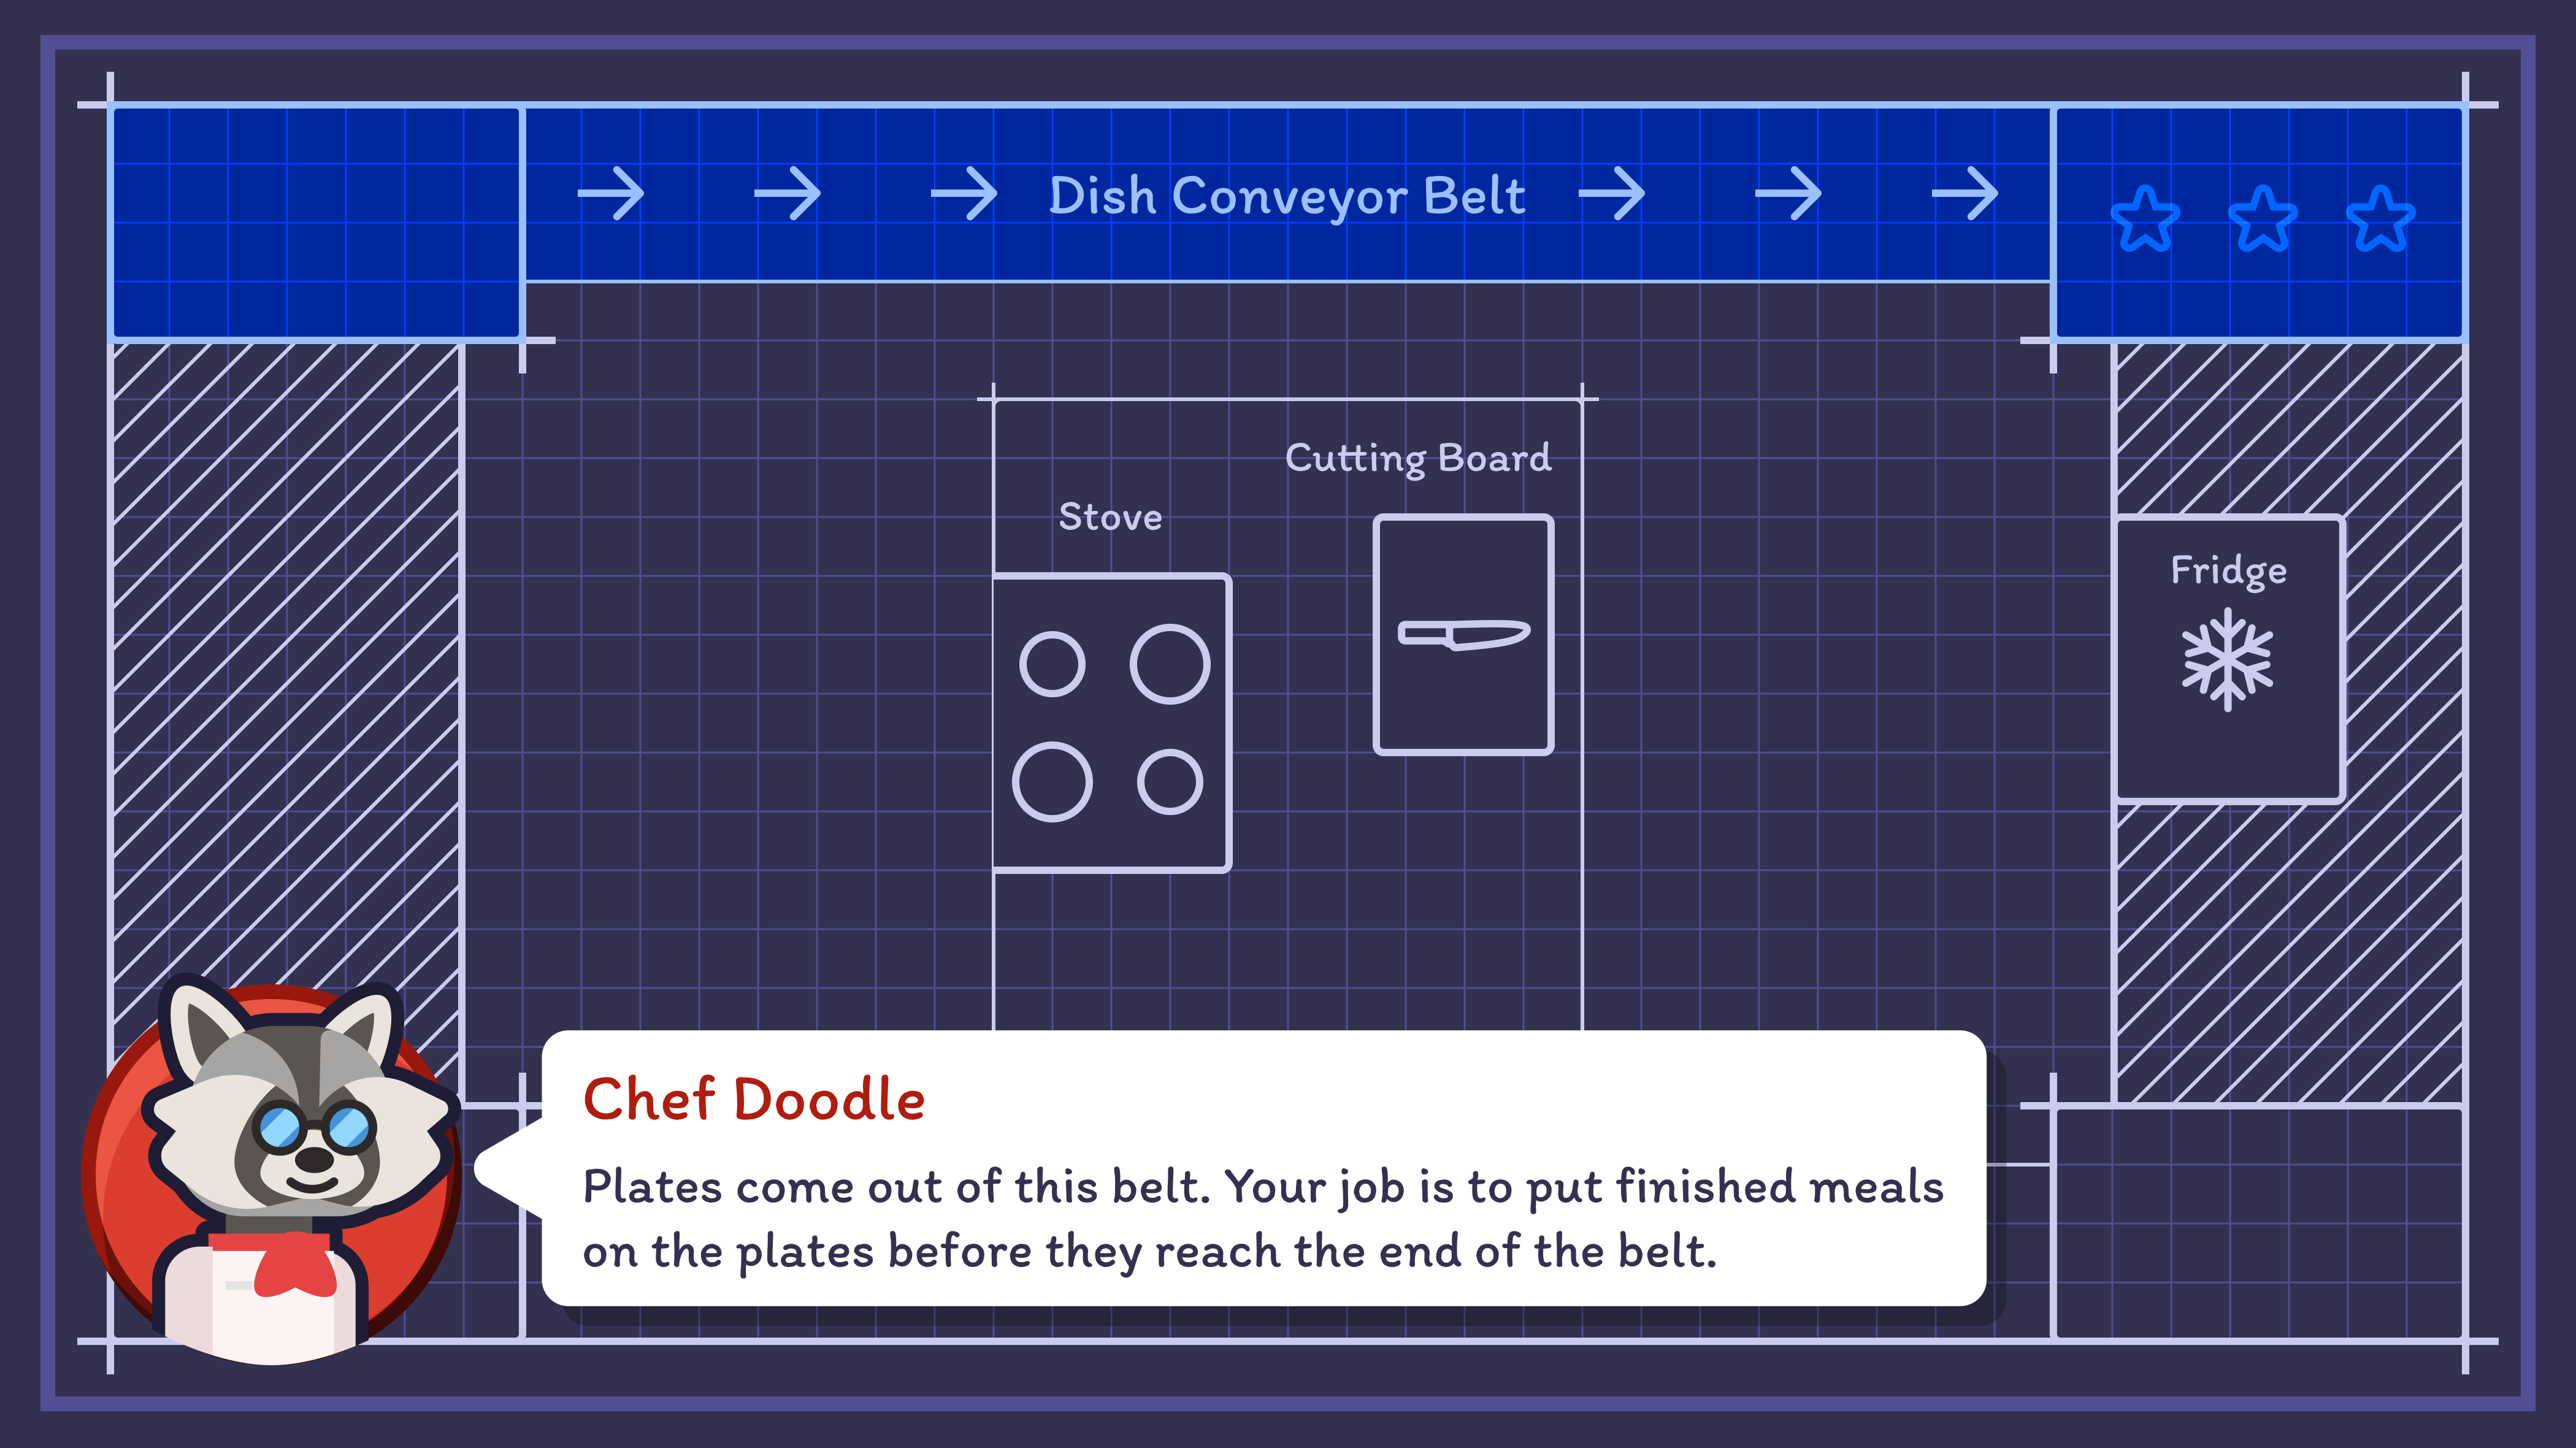 Dish Conveyor Belt
Cutting Board
Stove
Fridge
Chef Doodle
Plates come out of this belt. Your job is to put finished meals
on the plates before they reach the end of the belt.